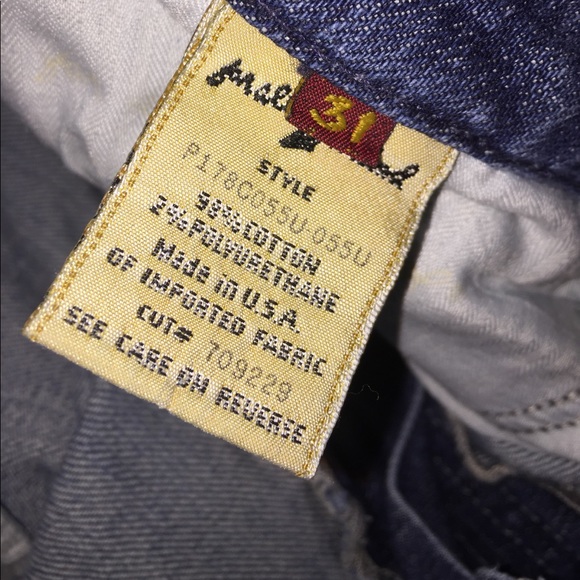 31
STYLE
P178C055U-055U
98% COTTON
2% POLYURETHANE
Made in U.S.A.
OF IMPORTED FABRIC
CUT# 709229
SEE CARE ON REVERSE